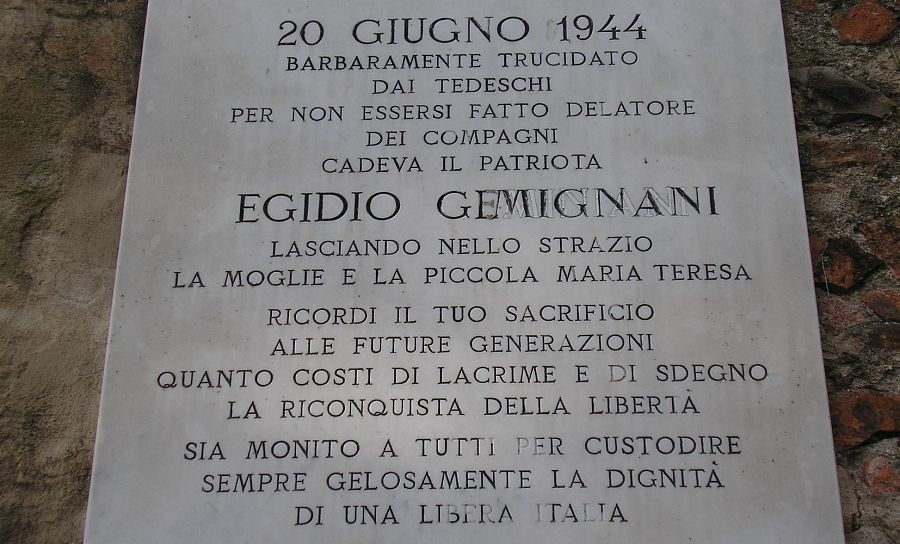 20 GIUGNO 1944
BARBARAMENTE TRUCIDATO
DAI TEDESCHI
PER NON ESSERSI FATTO DELATORE
DEI COMPAGNI
CADEVA IL PATRIOTA
EGIDIO GEMIGNANI
LASCIANDO NELLO STRAZIO
LA MOGLIE E LA PICCOLA MARIA TERESA
RICORDI IL TUO SACRIFICIO
ALLE FUTURE GENERAZIONI
QUANTO COSTI DI LACRIME E DI SDEGNO
LA RICONQUISTA DELLA LIBERTÀ
SIA MONITO A TUTTI PER CUSTODIRE
SEMPRE GELOSAMENTE LA DIGNITÀ
DI UNA LIBERA ITALIA